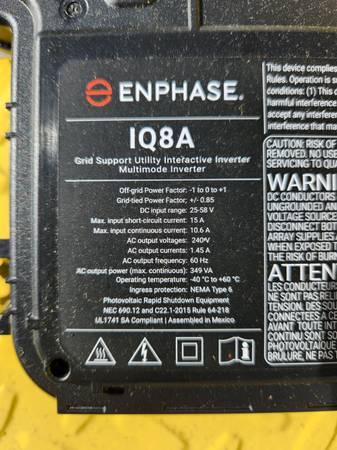 ENPHASE.
IQ8A
Grid Support Utility Interactive Inverter
Multimode Inverter
Off-grid Power Factor: -1 to 0 to +1
Grid-tied Power Factor: +/- 0.85
DC input range: 25-58 V
Max. input short-circuit current: 15 A
Max. input continuous current: 10.6 A
AC output voltages: 240V
AC output currents: 1.45 A
AC output frequency: 60 Hz
AC output power (max. continuous): 349 VA
Operating temperature: -40 °C to +60 °C
Ingress protection: NEMA Type 6
Photovoltaic Rapid Shutdown Equipment
NEC 690.12 and C22.1-2015 Rule 64-218
UL1741 SA Compliant | Assembled in Mexico
This device complies
Rules. Operation is su
conditions: (1) This d
harmful interference
accept any interferen
interference that ma
CAUTION: RISK OF
REMOVED, NO USE
SERVICING TO QUA
WARNI
DC CONDUCTORS
UNGROUNDED AN
VOLTAGE SOURCE
DISCONNECT BOT
ARRAY SUPPLIES A
WHEN EXPOSED T
THE RISK OF BURN
ATTEN
LES CONDUCTEUR
NE SONT PAS RELI
TENSION. DES SOU
CONNECTÉES À CE
AVANT TOUTE INT
CONTINU SONT SO
PHOTOVOLTAIQUE
BRÛLURE, NE PAS T